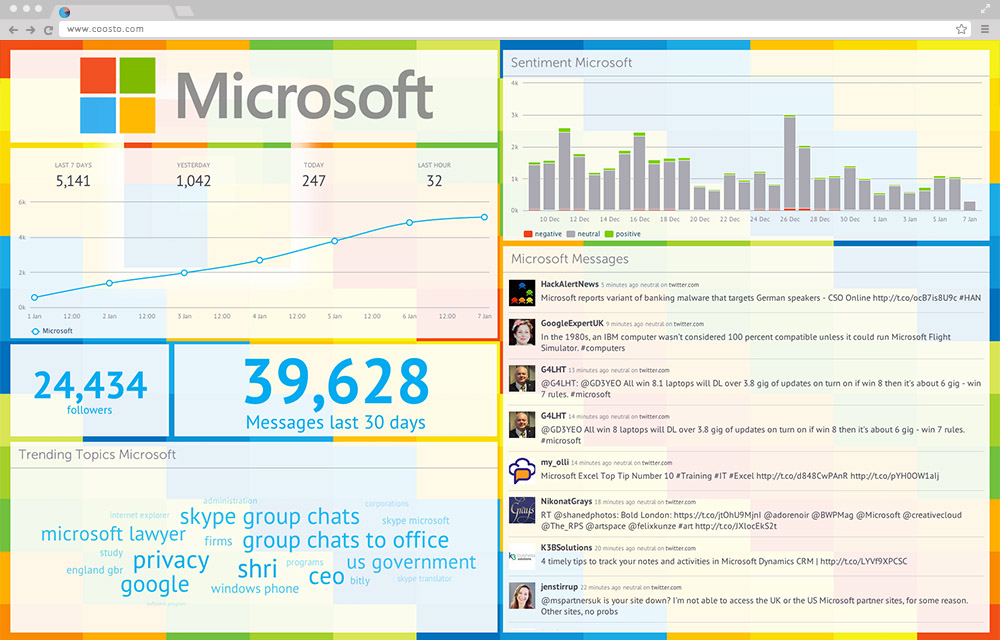 www.coosto.com
Microsoft
LAST 7 DAYS YESTERDAY TODAY LAST HOUR
5,141 1,042 247 32
6k
4k
2k
0k
1 Jan 12:00 2 Jan 12:00 3 Jan 12:00 4 Jan 12:00 5 Jan 12:00 6 Jan 12:00 7 Jan
Microsoft
24,434
followers
39,628
Messages last 30 days
Trending Topics Microsoft
administration
corporations
internet explorer skype group chats skype microsoft
microsoft lawyer firms group chats to office
study privacy programs us government
england gbr shri ceo bitly skype translator
google windows phone
software program
Sentiment Microsoft
4k
3k
2k
1k
0k
10 Dec 12 Dec 14 Dec 16 Dec 18 Dec 20 Dec 22 Dec 24 Dec 26 Dec 28 Dec 30 Dec 1 Jan 3 Jan 5 Jan 7 Jan
negative neutral positive
Microsoft Messages
HackAlertNews 5 minutes ago neutral on twitter.com
Microsoft reports variant of banking malware that targets German speakers - CSO Online http://t.co/ocB7is8U9c #HAN
GoogleExpertUK 9 minutes ago neutral on twitter.com
In the 1980s, an IBM computer wasn't considered 100 percent compatible unless it could run Microsoft Flight
Simulator. #computers
G4LHT 13 minutes ago neutral on twitter.com
@G4LHT: @GD3YEO All win 8.1 laptops will DL over 3.8 gig of updates on turn on if win 8 then it's about 6 gig - win
7 rules. #microsoft
G4LHT 14 minutes ago neutral on twitter.com
@GD3YEO All win 8 laptops will DL over 3.8 gig of updates on turn on if win 8 then it's about 6 gig - win 7 rules.
#microsoft
my_olli 14 minutes ago neutral on twitter.com
Microsoft Excel Top Tip Number 10 #Training #IT #Excel http://t.co/d848CwPAnR http://t.co/pYH0OW1alj
Grays
NikonatGrays 18 minutes ago neutral on twitter.com
RT @shanedphotos: Bold London: https://t.co/jtOhU9MjnI @adorenoir @BWPMag @Microsoft @creativecloud
@The_RPS @artspace @felixkunze #art http://t.co/JXlocEkS2t
K3BSolutions 20 minutes ago neutral on twitter.com
4 timely tips to track your notes and activities in Microsoft Dynamics CRM | http://t.co/LYVf9XPCSC
jenstirrup 22 minutes ago neutral on twitter.com
@mspartnersuk is your site down? I'm not able to access the UK or the US Microsoft partner sites, for some reason.
Other sites, no probs